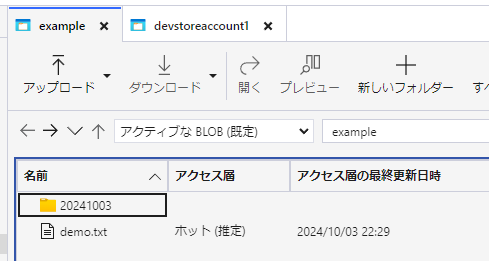 example
devstoreaccount1
アップロード ダウンロード 開く プレビュー 新しいフォルダー
アクティブな BLOB (既定) example
名前 アクセス層 アクセス層の最終更新日時
20241003
demo.txt ホット (推定) 2024/10/03 22:29